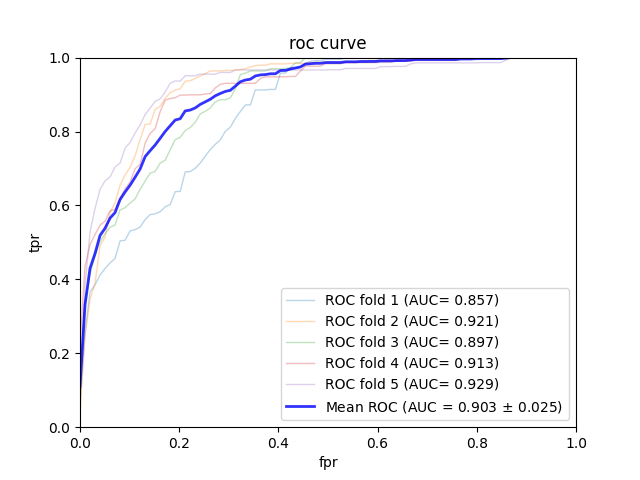 roc curve
1.0
0.8
0.6
0.4
0.2
0.0
tpr
ROC fold 1 (AUC= 0.857)
ROC fold 2 (AUC= 0.921)
ROC fold 3 (AUC= 0.897)
ROC fold 4 (AUC= 0.913)
ROC fold 5 (AUC= 0.929)
Mean ROC (AUC = 0.903 ± 0.025)
0.0 0.2 0.4 0.6 0.8 1.0
fpr